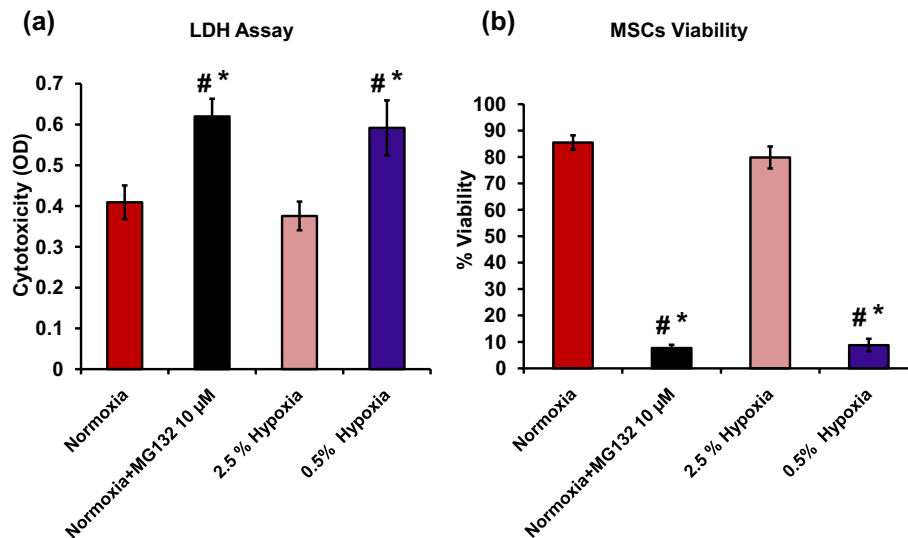 (a)
LDH Assay
Cytotoxicity (OD)
0.7
0.6
0.5
0.4
0.3
0.2
0.1
0
# *
# *
Normoxia
Normoxia+MG132 10 µM
2.5 % Hypoxia
0.5% Hypoxia
(b)
MSCs Viability
% Viability
100
90
80
70
60
50
40
30
20
10
0
# *
# *
Normoxia
Normoxia+MG132 10 µM
2.5 % Hypoxia
0.5% Hypoxia